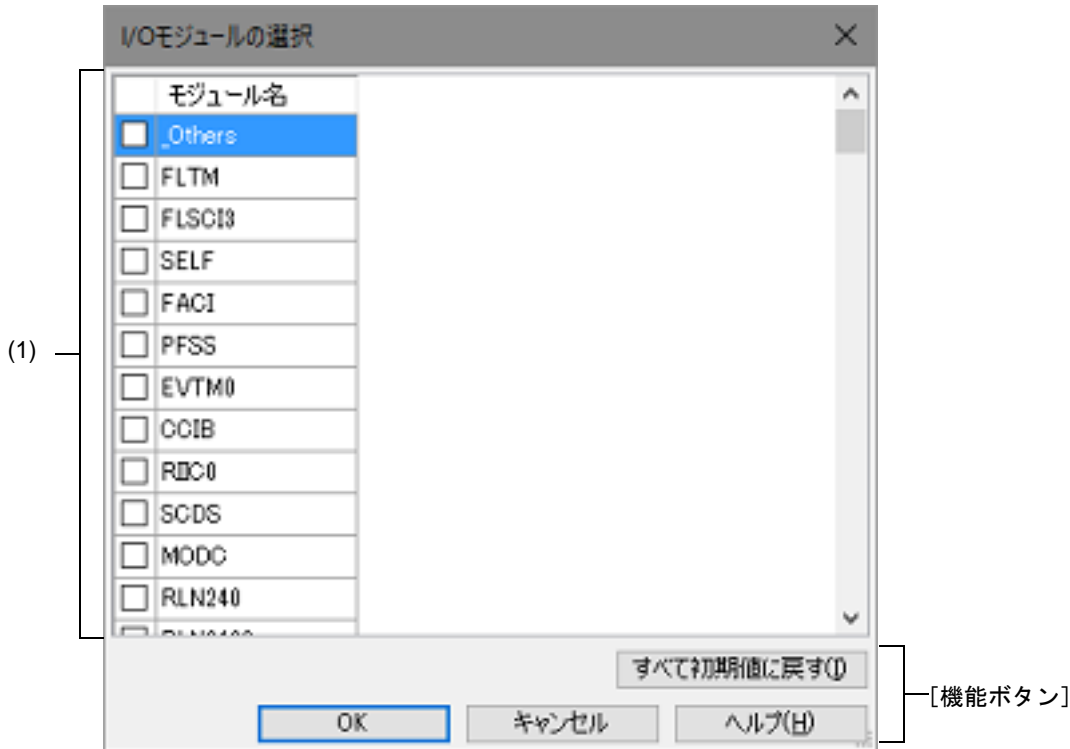 I/Oモジュールの選択
モジュール名
_Others
FLTM
FLSCI3
SELF
FACI
PFSS
EVTM0
CCIB
RIIC0
SCDS
MODC
RLN240
(1)
すべて初期値に戻す(I)
[機能ボタン]
OK
キャンセル
ヘルプ(H)